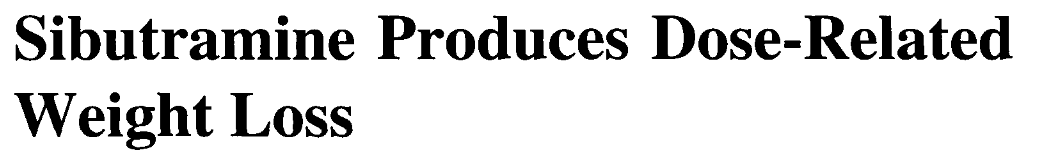 Sibutramine Produces Dose-Related
Weight Loss